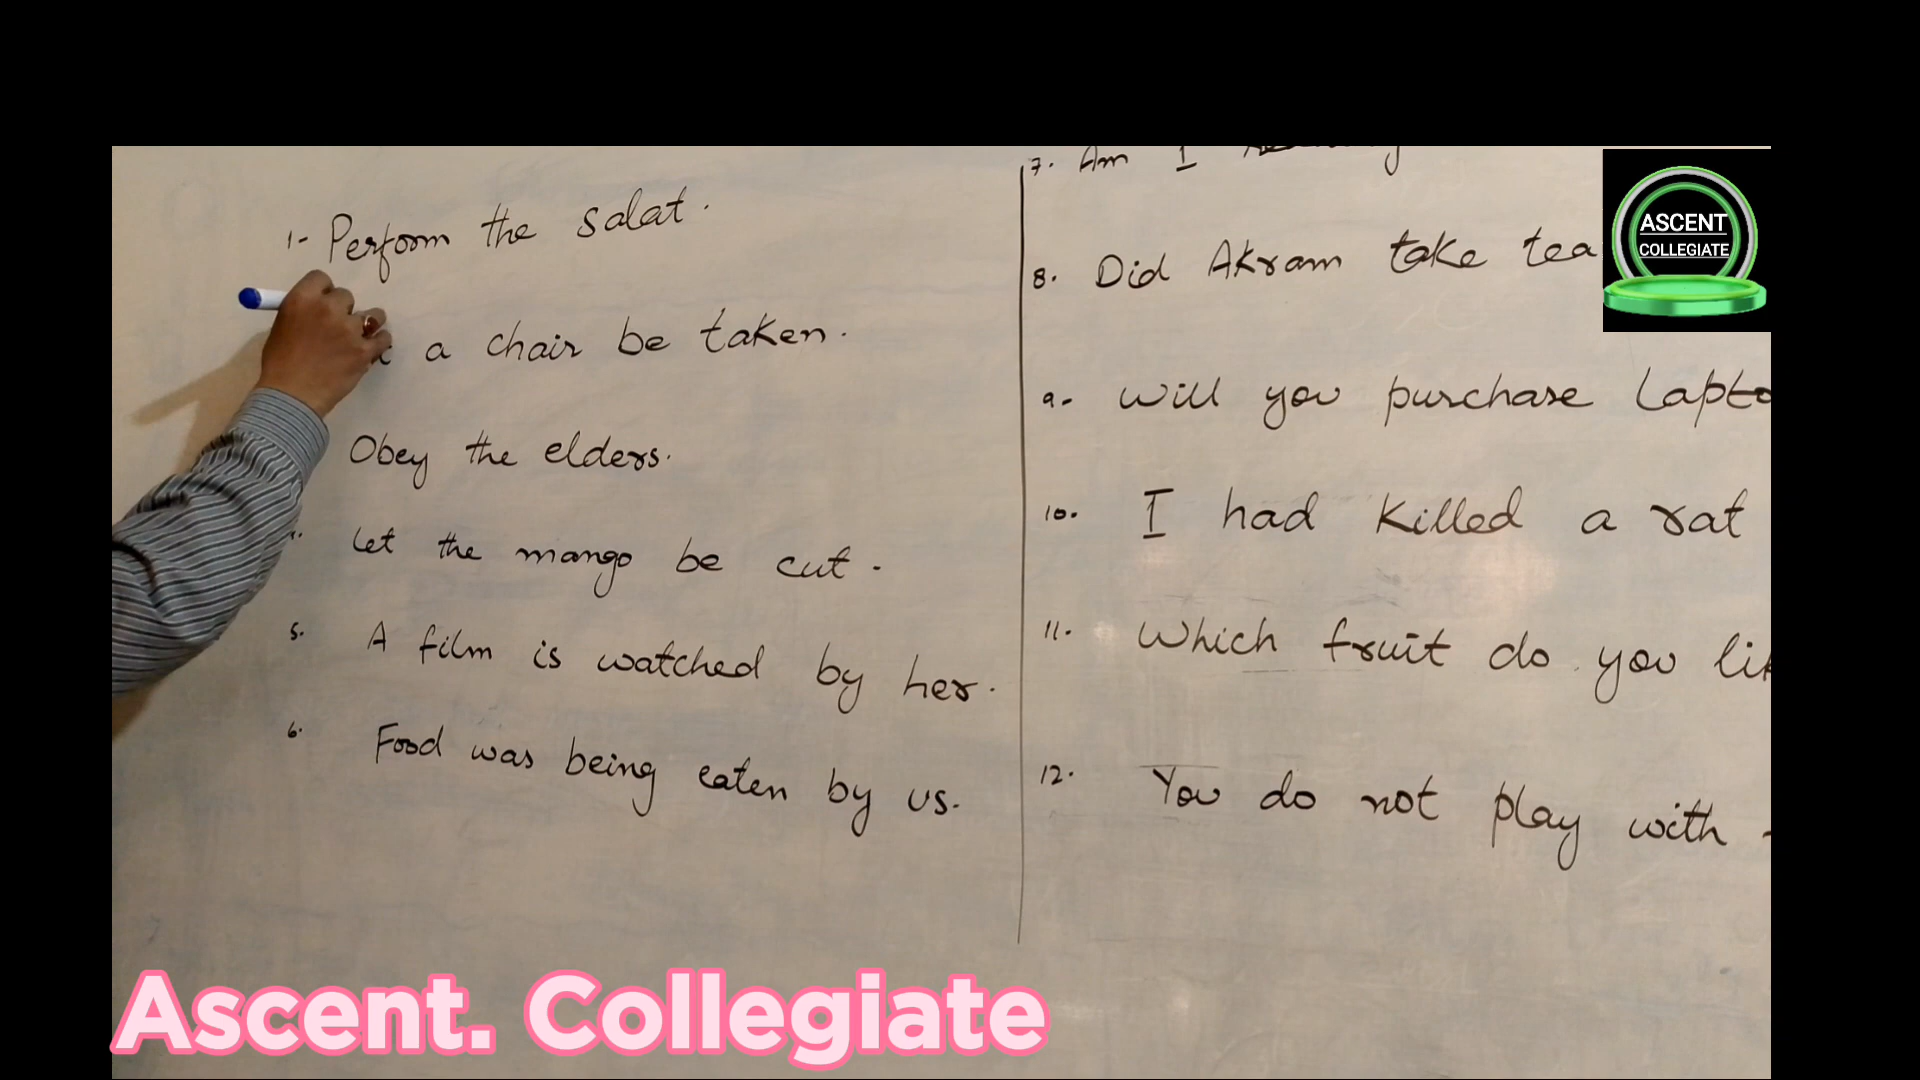 1- Perform the Salat.
a chair be taken.
Obey the elders.
Let the mango be cut.
5. A film is watched by her.
6. Food was being eaten by us.
7. Am I
8. Did Akram take tea
9- Will you purchase Lapto
10. I had killed a rat
11. Which fruit do you lik
12. You do not play with
ASCENT
COLLEGIATE
Ascent. Collegiate